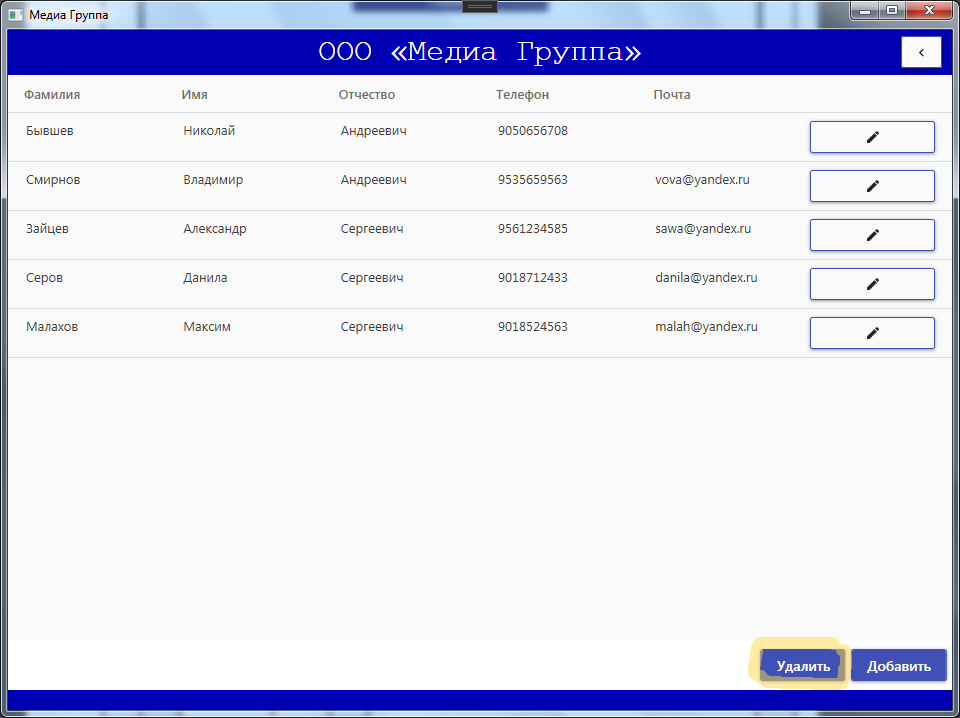 Медиа Группа
ООО «Медиа Группа»
Фамилия Имя Отчество Телефон Почта
Бывшев Николай Андреевич 9050656708
Смирнов Владимир Андреевич 9535659563 vova@yandex.ru
Зайцев Александр Сергеевич 9561234585 sawa@yandex.ru
Серов Данила Сергеевич 9018712433 danila@yandex.ru
Малахов Максим Сергеевич 9018524563 malah@yandex.ru
Удалить Добавить